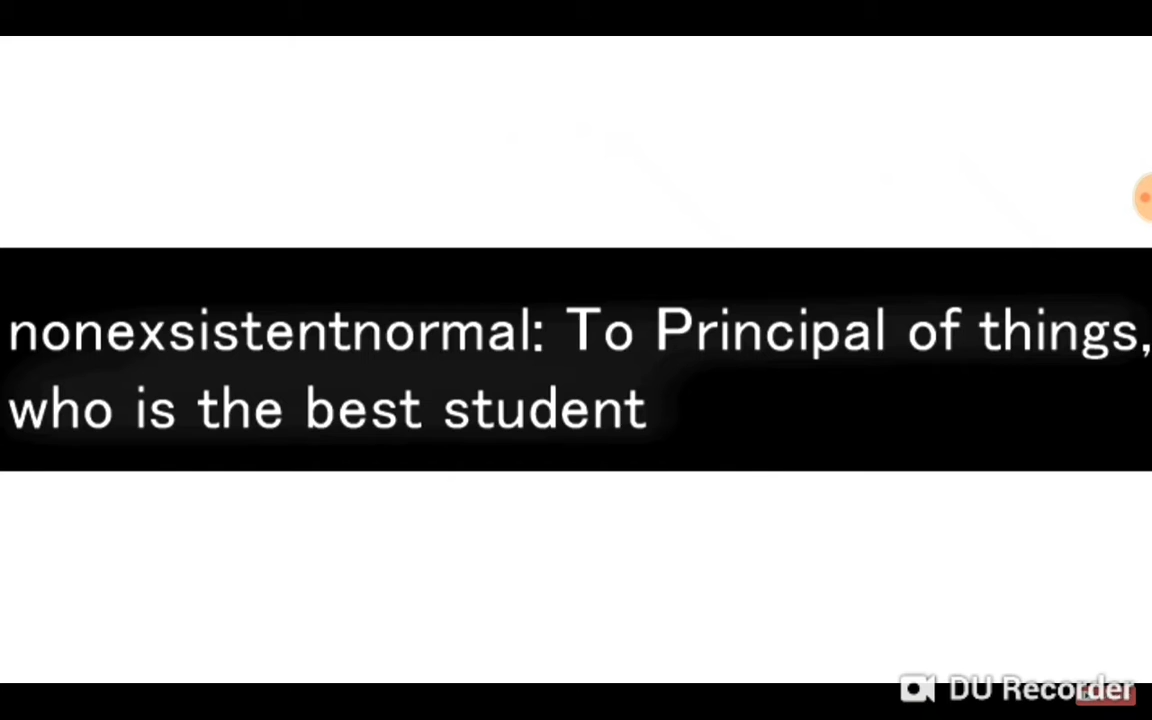 nonexsistentnormal: To Principal of things,
who is the best student
DU Recorder